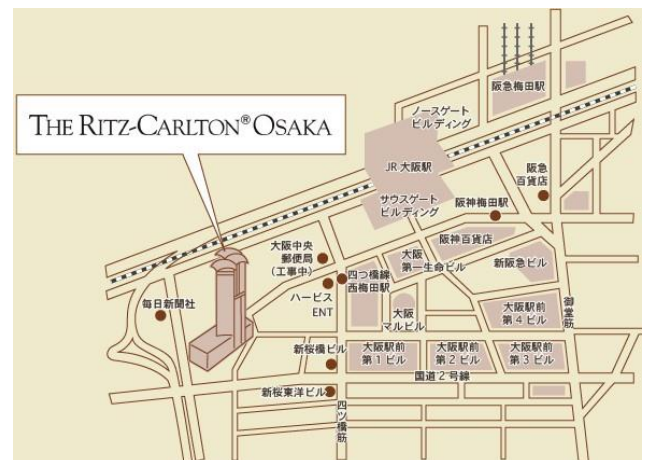 阪急梅田駅
ノースゲート
ビルディング
THE RITZ-CARLTON® OSAKA
JR大阪駅
阪急
百貨店
サウスゲート
ビルディング
阪神梅田駅
阪神百貨店
大阪中央
郵便局
(工事中)
大阪
第一生命ビル
新阪急ビル
四つ橋線
西梅田駅
ハービス
ENT
毎日新聞社
大阪
マルビル
大阪駅前
第4ビル
御堂筋
新桜橋ビル
大阪駅前
第1ビル
大阪駅前
第2ビル
大阪駅前
第3ビル
国道2号線
新桜東洋ビル
四ツ橋筋